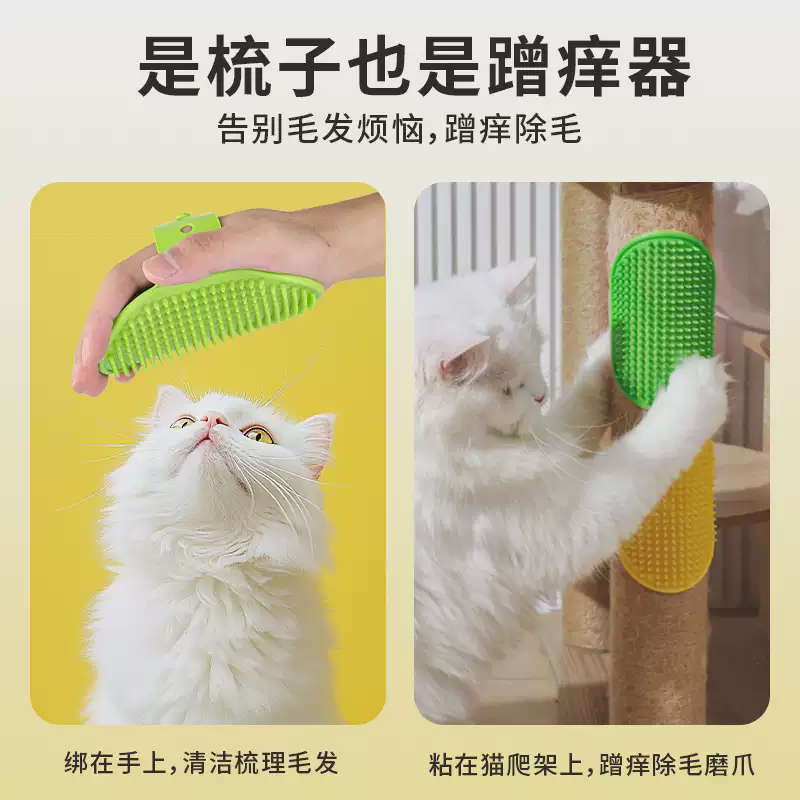 是梳子也是蹭痒器
告别毛发烦恼,蹭痒除毛
绑在手上,清洁梳理毛发
粘在猫爬架上,蹭痒除毛磨爪